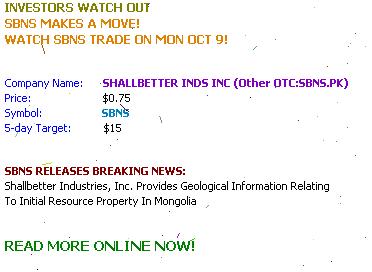 INVESTORS WATCH OUT
SBNS MAKES A MOVE!
WATCH SBNS TRADE ON MON OCT 9!
Company Name: SHALLBETTER INDS INC (Other OTC:SBNS.PK)
Price: $0.75
Symbol: SBNS
5-day Target: $15
SBNS RELEASES BREAKING NEWS:
Shallbetter Industries, Inc. Provides Geological Information Relating
To Initial Resource Property In Mongolia
READ MORE ONLINE NOW!